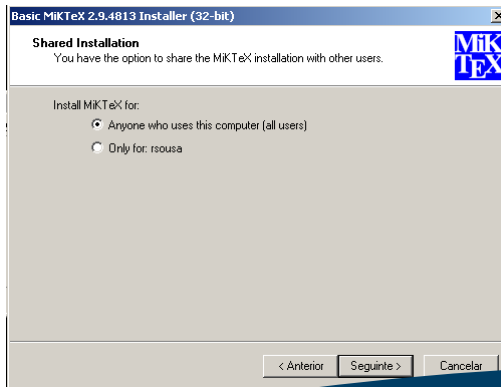 Basic MiKTeX 2.9.4813 Installer (32-bit)
Shared Installation
You have the option to share the MiKTeX installation with other users.
MiK
TEX
Install MiKTeX for:
Anyone who uses this computer (all users)
Only for: rsousa
< Anterior
Seguinte >
Cancelar